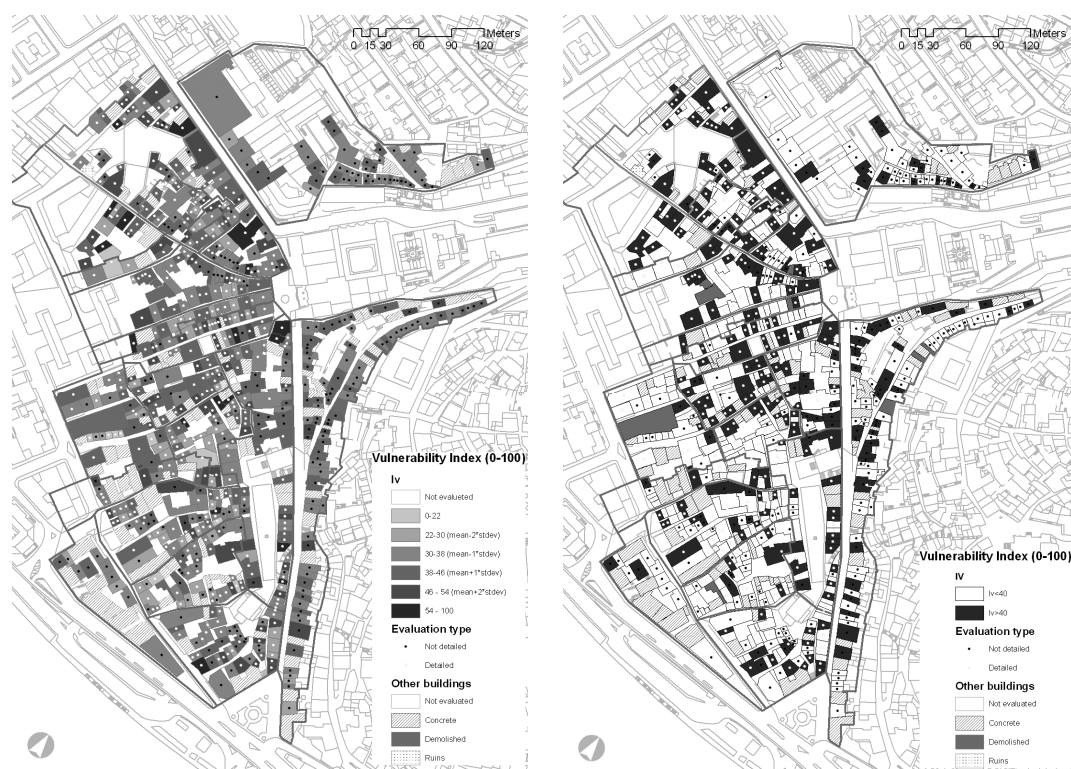 Meters
0 15 30 60 90 120
Vulnerability Index (0-100)
Iv
Not evaluated
0-22
22-30 (mean-2*stdev)
30-38 (mean-1*stdev)
38-46 (mean+1*stdev)
46 - 54 (mean+2*stdev)
54 - 100
Evaluation type
Not detailed
Detailed
Other buildings
Not evaluated
Concrete
Demolished
Ruins
Meters
0 15 30 60 90 120
Vulnerability Index (0-100)
IV
Iv<40
Iv>40
Evaluation type
Not detailed
Detailed
Other buildings
Not evaluated
Concrete
Demolished
Ruins